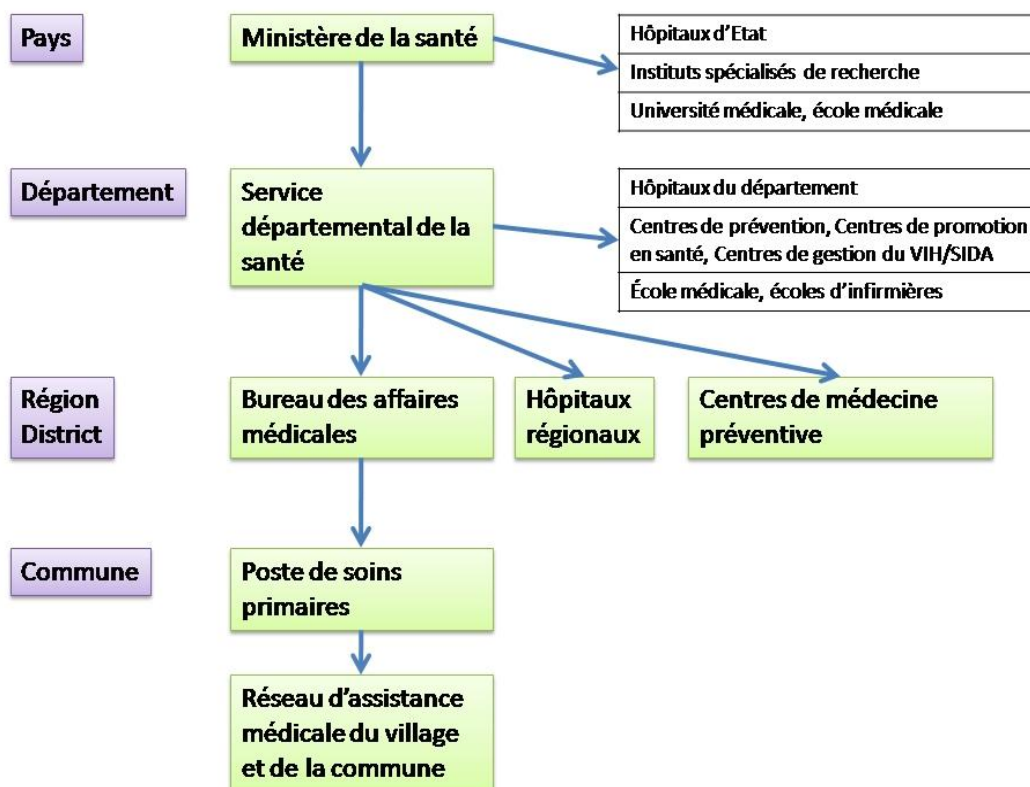 Pays
Ministère de la santé
Hôpitaux d'Etat
Instituts spécialisés de recherche
Université médicale, école médicale
Département
Service
départemental de la
santé
Hôpitaux du département
Centres de prévention, Centres de promotion
en santé, Centres de gestion du VIH/SIDA
École médicale, écoles d'infirmières
Région
District
Bureau des affaires
médicales
Hôpitaux
régionaux
Centres de médecine
préventive
Commune
Poste de soins
primaires
Réseau d'assistance
médicale du village
et de la commune